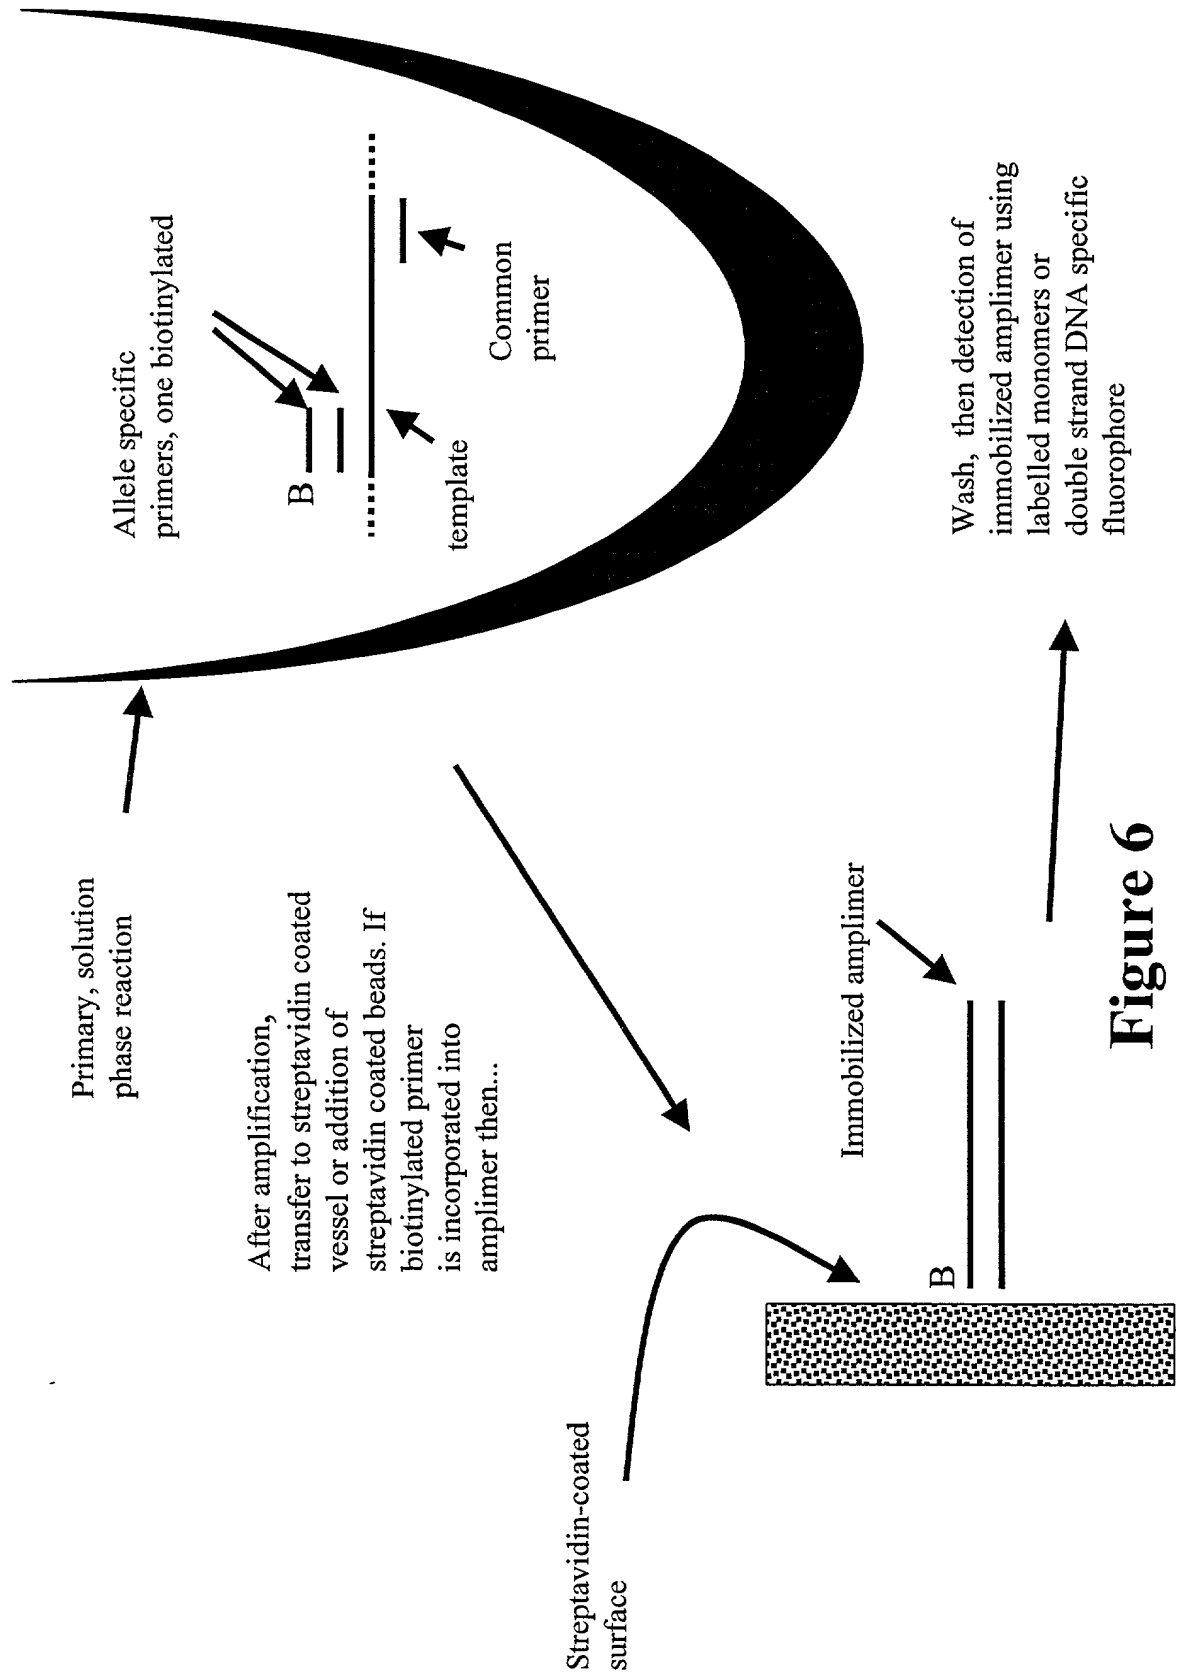 Primary, solution
phase reaction
Allele specific
primers, one biotinylated
B
template
Common
primer
After amplification,
transfer to streptavidin coated
vessel or addition of
streptavidin coated beads. If
biotinylated primer
is incorporated into
amplimer then...
Streptavidin-coated
surface
B
Immobilized amplimer
Wash, then detection of
immobilized amplimer using
labelled monomers or
double strand DNA specific
fluorophore
Figure 6